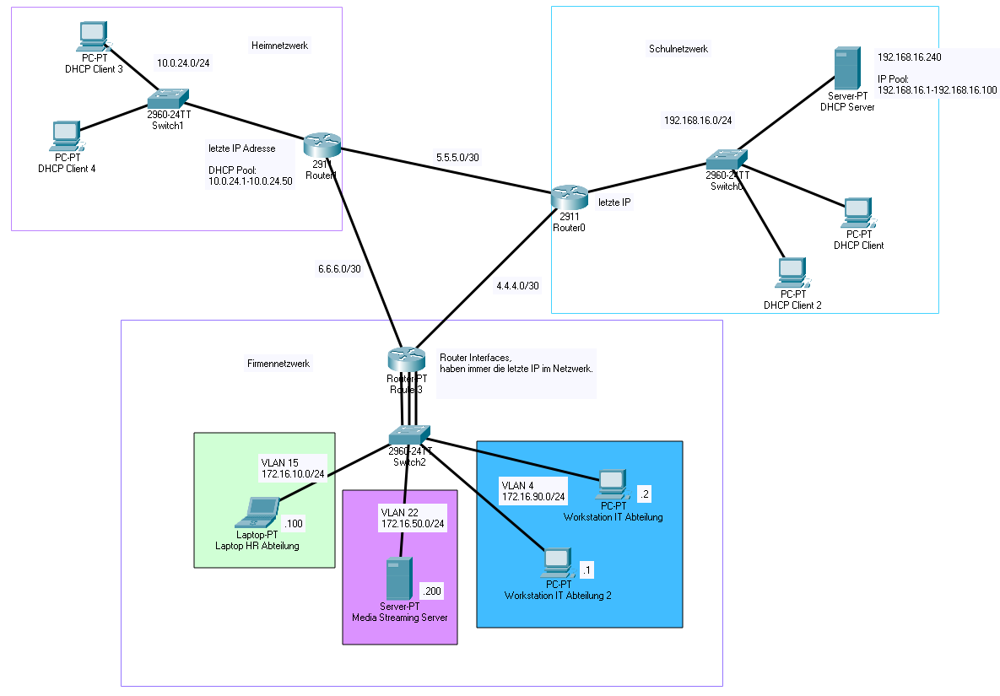 Heimnetzwerk
PC-PT
DHCP Client 3
10.0.24.0/24
2960-24TT
Switch1
PC-PT
DHCP Client 4
letzte IP Adresse
DHCP Pool:
10.0.24.1-10.0.24.50
2911
Router1
5.5.5.0/30
Schulnetzwerk
192.168.16.240
IP Pool:
192.168.16.1-192.168.16.100
Server-PT
DHCP Server
192.168.16.0/24
2960-24TT
Switch0
2911
Router0
letzte IP
PC-PT
DHCP Client
PC-PT
DHCP Client 2
6.6.6.0/30
4.4.4.0/30
Firmennetzwerk
Router-PT
Router3
Router Interfaces,
haben immer die letzte IP im Netzwerk.
2960-24TT
Switch2
VLAN 15
172.16.10.0/24
.100
Laptop-PT
Laptop HR Abteilung
VLAN 22
172.16.50.0/24
.200
Server-PT
Media Streaming Server
VLAN 4
172.16.90.0/24
.2
PC-PT
Workstation IT Abteilung
.1
PC-PT
Workstation IT Abteilung 2